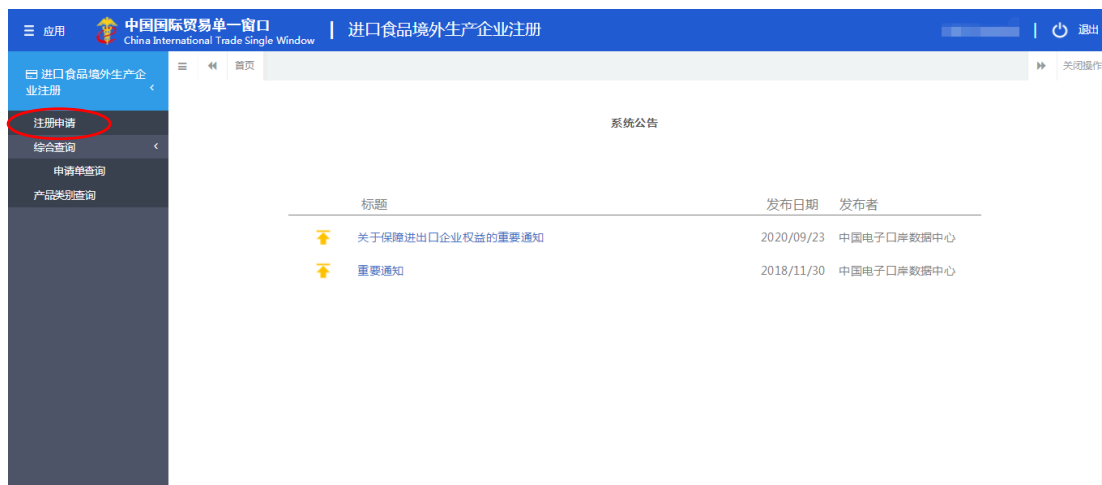 应用
中国国际贸易单一窗口
China International Trade Single Window
进口食品境外生产企业注册
退出
进口食品境外生产企
业注册
首页
关闭操作
注册申请
综合查询
申请单查询
产品类别查询
系统公告
标题 发布日期 发布者
关于保障进出口企业权益的重要通知 2020/09/23 中国电子口岸数据中心
重要通知 2018/11/30 中国电子口岸数据中心